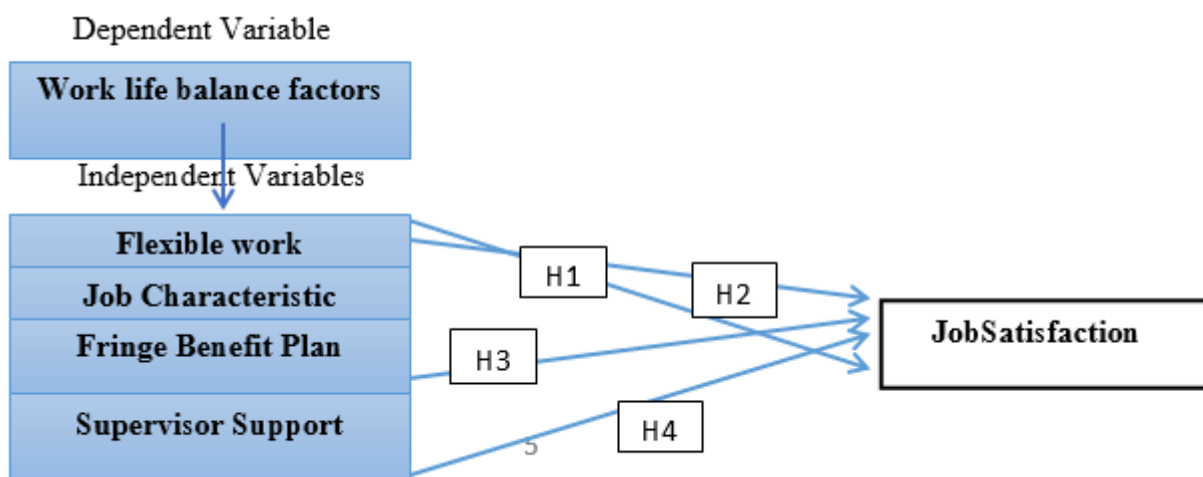 Dependent Variable
Work life balance factors
Independent Variables
Flexible work
Job Characteristic
Fringe Benefit Plan
Supervisor Support
H1
H2
H3
H4
5
JobSatisfaction